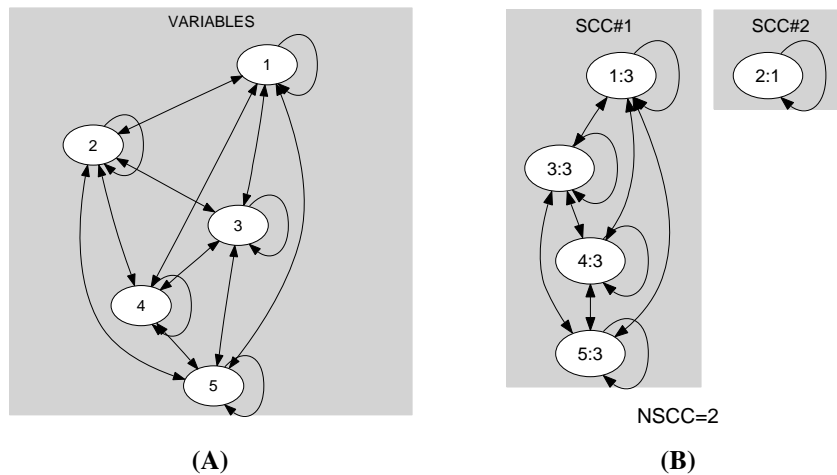 VARIABLES
1
2
3
4
5
(A)
SCC#1
1:3
3:3
4:3
5:3
SCC#2
2:1
NSCC=2
(B)